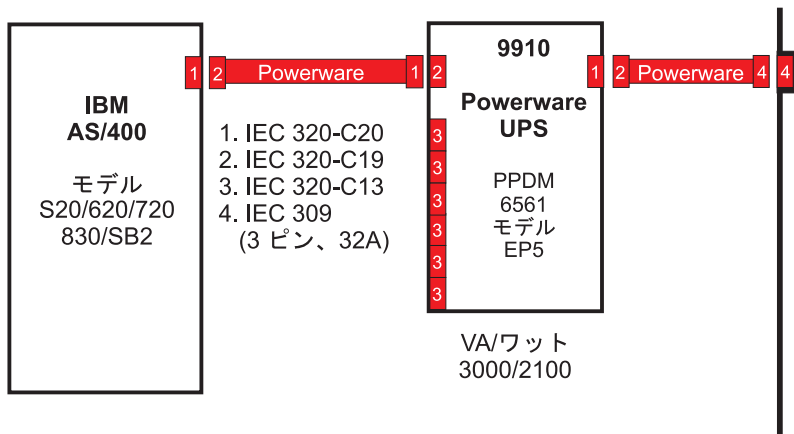 IBM
AS/400
モデル
S20/620/720
830/SB2
1
2 Powerware 1
1. IEC 320-C20
2. IEC 320-C19
3. IEC 320-C13
4. IEC 309
(3 ピン、32A)
9910
2
1
Powerware
UPS
PPDM
6561
モデル
EP5
3
3
3
3
3
3
VA/ワット
3000/2100
2 Powerware 4
4